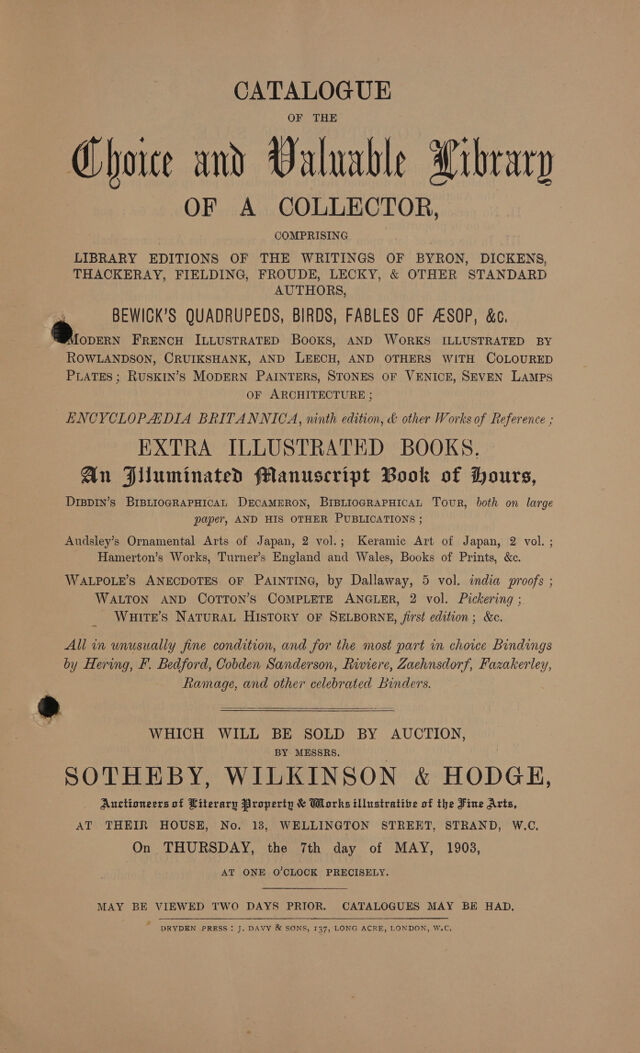 CATALOGUE
OF THE
Choice and Valuable Library
OF A COLLECTOR,
COMPRISING
LIBRARY EDITIONS OF THE WRITINGS OF BYRON, DICKENS,
THACKERAY, FIELDING, FROUDE, LECKY, & OTHER STANDARD
AUTHORS,
BEWICK'S QUADRUPEDS, BIRDS, FABLES OF ÆSOP, &c.
MODERN FRENCH ILLUSTRATED BOOKS, AND WORKS ILLUSTRATED BY
ROWLANDSON, CRUIKSHANK, AND LEECH, AND OTHERS WITH COLOURED
PLATES; RUSKIN'S MODERN PAINTERS, STONES OF VENICE, SEVEN LAMPS
OF ARCHITECTURE;
ENCYCLOPÆDIA BRITANNICA, ninth edition, & other Works of Reference;
EXTRA ILLUSTRATED BOOKS.
An Illuminated Manuscript Book of Hours,
DIBDIN'S BIBLIOGRAPHICAL DECAMERON, BIBLIOGRAPHICAL TOUR, both on large
paper, AND HIS OTHER PUBLICATIONS;
Audsley's Ornamental Arts of Japan, 2 vol.; Keramic Art of Japan, 2 vol.;
Hamerton's Works, Turner's England and Wales, Books of Prints, &c.
WALPOLE'S ANECDOTES OF PAINTING, by Dallaway, 5 vol. india proofs;
WALTON AND COTTON'S COMPLETE ANGLER, 2 vol. Pickering;
WHITE'S NATURAL HISTORY OF SELBORNE, first edition; &c.
All in unusually fine condition, and for the most part in choice Bindings
by Hering, F. Bedford, Cobden Sanderson, Riviere, Zaehnsdorf, Fazakerley,
Ramage, and other celebrated Binders.
WHICH WILL BE SOLD BY AUCTION,
BY MESSRS.
SOTHEBY, WILKINSON & HODGE,
Auctioneers of Literary Property & Works illustrative of the Fine Arts,
AT THEIR HOUSE, No. 13, WELLINGTON STREET, STRAND, W.C.
On THURSDAY, the 7th day of MAY, 1903,
AT ONE O'CLOCK PRECISELY.
MAY BE VIEWED TWO DAYS PRIOR. CATALOGUES MAY BE HAD.
DRYDEN PRESS: J. DAVY & SONS, 137, LONG ACRE, LONDON, W.C.